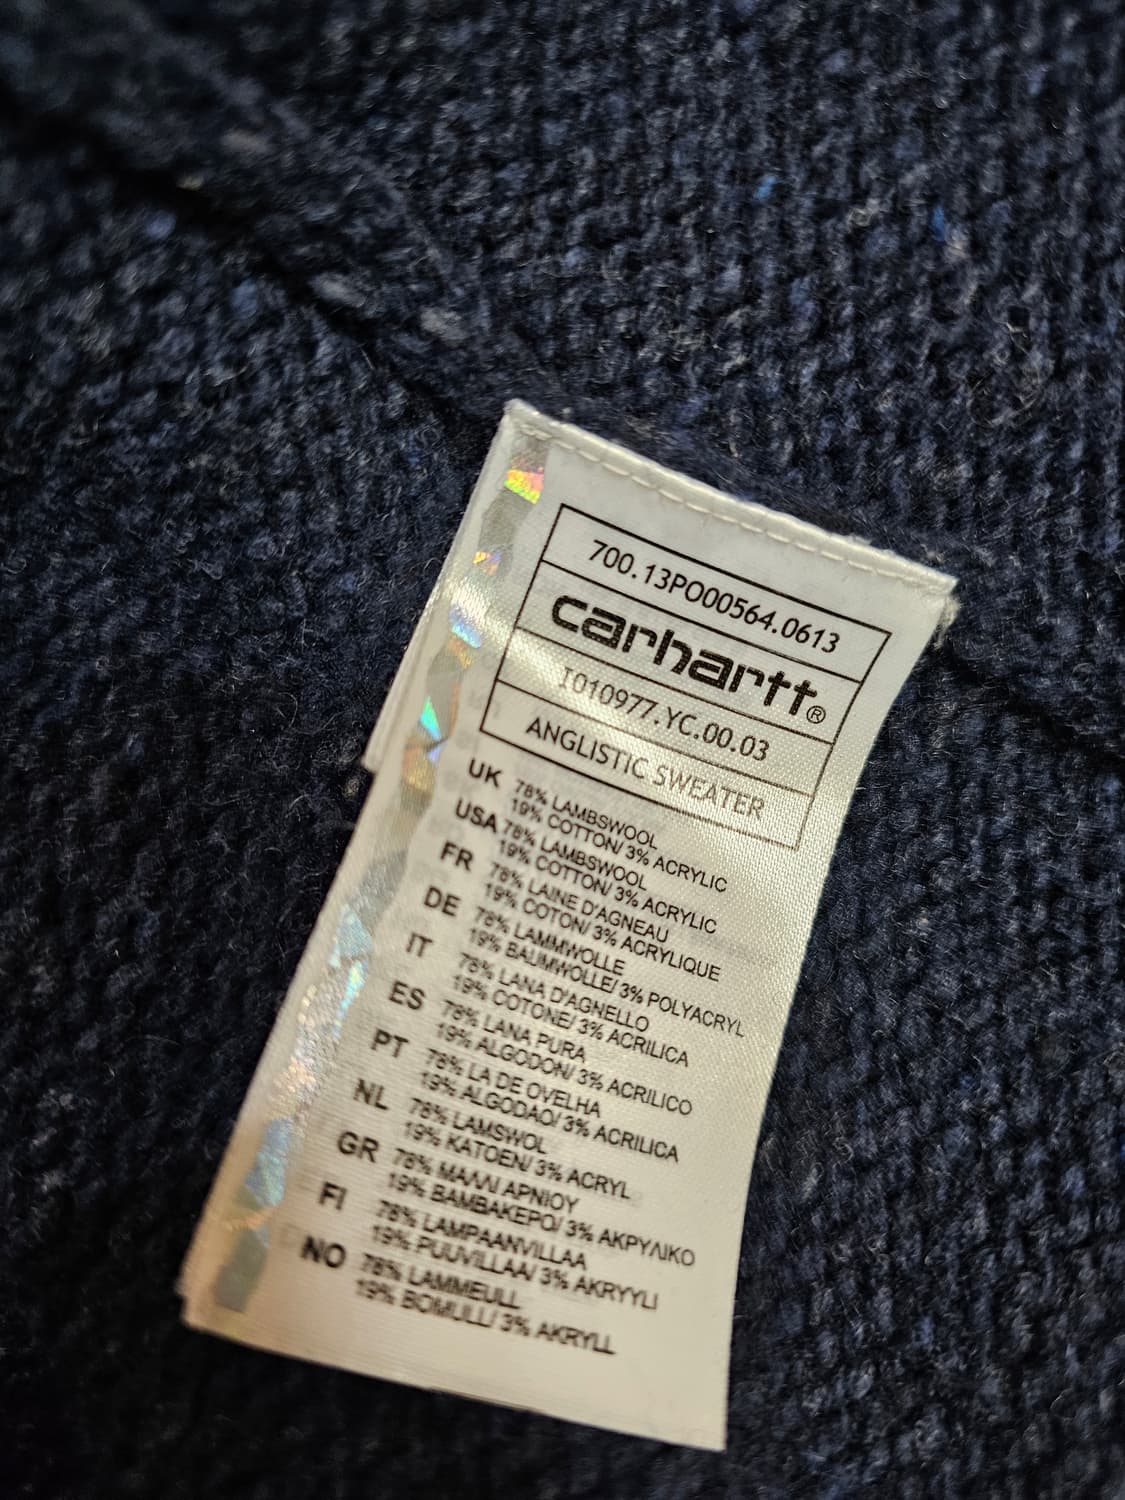 700.13PO00564.0613
carhartt®
I010977.YC.00.03
ANGLISTIC SWEATER
UK 78% LAMBSWOOL
19% COTTON/ 3% ACRYLIC
USA 78% LAMBSWOOL
19% COTTON/ 3% ACRYLIC
FR 78% LAINE D'AGNEAU
19% COTON/ 3% ACRYLIQUE
DE 78% LAMMWOLLE
19% BAUMWOLLE/ 3% POLYACRYL
IT 78% LANA D'AGNELLO
19% COTONE/ 3% ACRILICA
ES 78% LANA PURA
19% ALGODON/ 3% ACRILICO
PT 78% LA DE OVELHA
19% ALGODAO/ 3% ACRILICA
NL 78% LAMSWOL
19% KATOEN/ 3% ACRYL
GR 78% ΜΑΛΛΙ ΑΡΝΙΟΥ
19% ΒΑΜΒΑΚΕΡΟ/ 3% ΑΚΡΥΛΙΚΟ
FI 78% LAMPAANVILLAA
19% PUUVILLAA/ 3% AKRYYLI
NO 78% LAMMEULL
19% BOMULL/ 3% AKRYLL